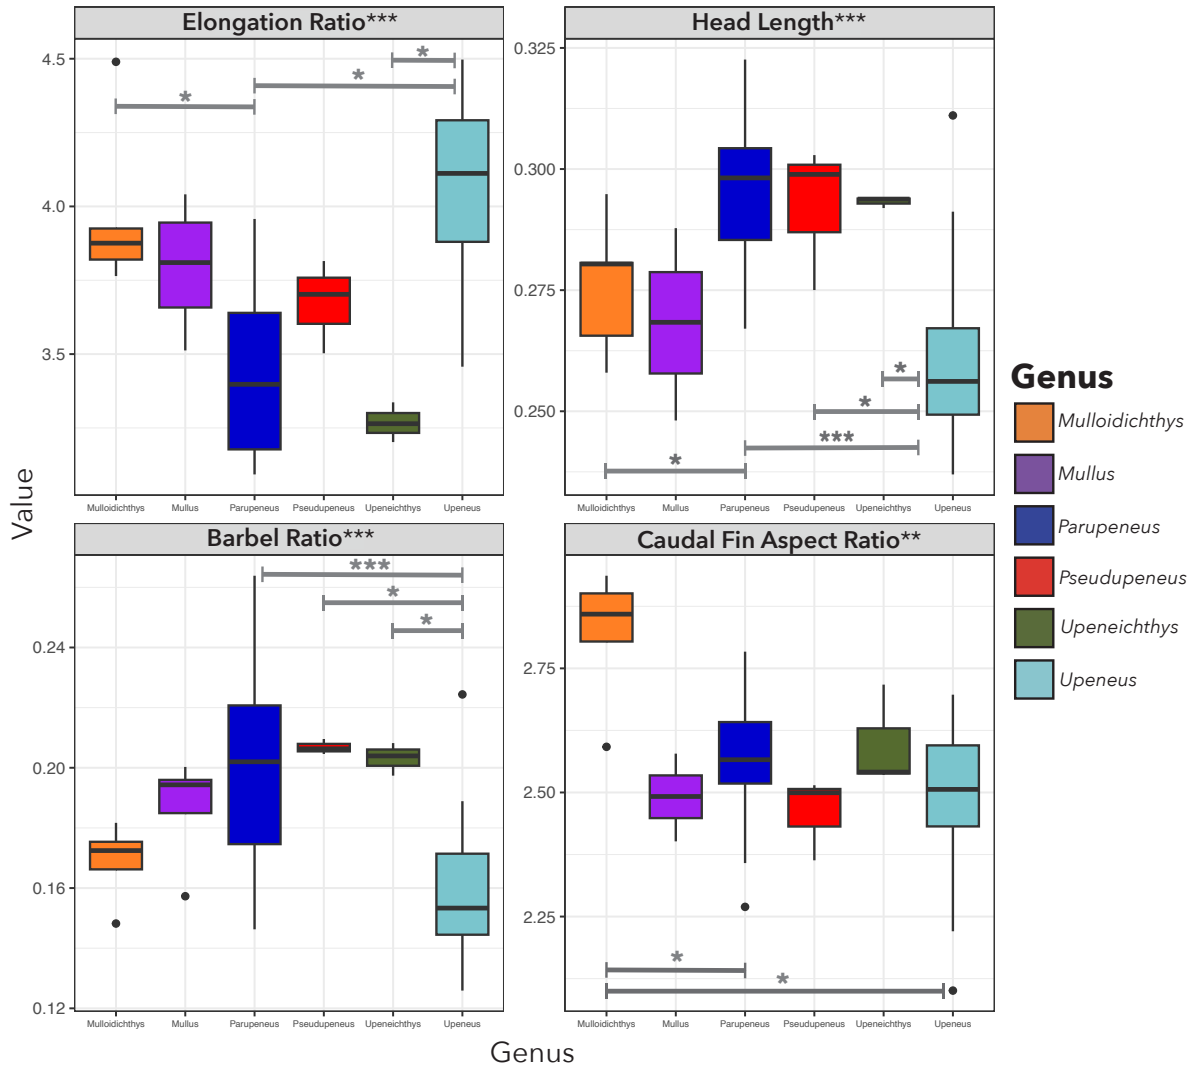 Elongation Ratio***
Head Length***
4.5
4.0
3.5
*
*
*
0.325
0.300
0.275
0.250
*
*
***
*
Mulloidichthys Mullus Parupeneus Pseudupeneus Upeneichthys Upeneus
Mulloidichthys Mullus Parupeneus Pseudupeneus Upeneichthys Upeneus
Value
Barbel Ratio***
Caudal Fin Aspect Ratio**
0.24
0.20
0.16
0.12
***
*
*
2.75
2.50
2.25
*
*
Mulloidichthys Mullus Parupeneus Pseudupeneus Upeneichthys Upeneus
Mulloidichthys Mullus Parupeneus Pseudupeneus Upeneichthys Upeneus
Genus
Genus
Mulloidichthys
Mullus
Parupeneus
Pseudupeneus
Upeneichthys
Upeneus